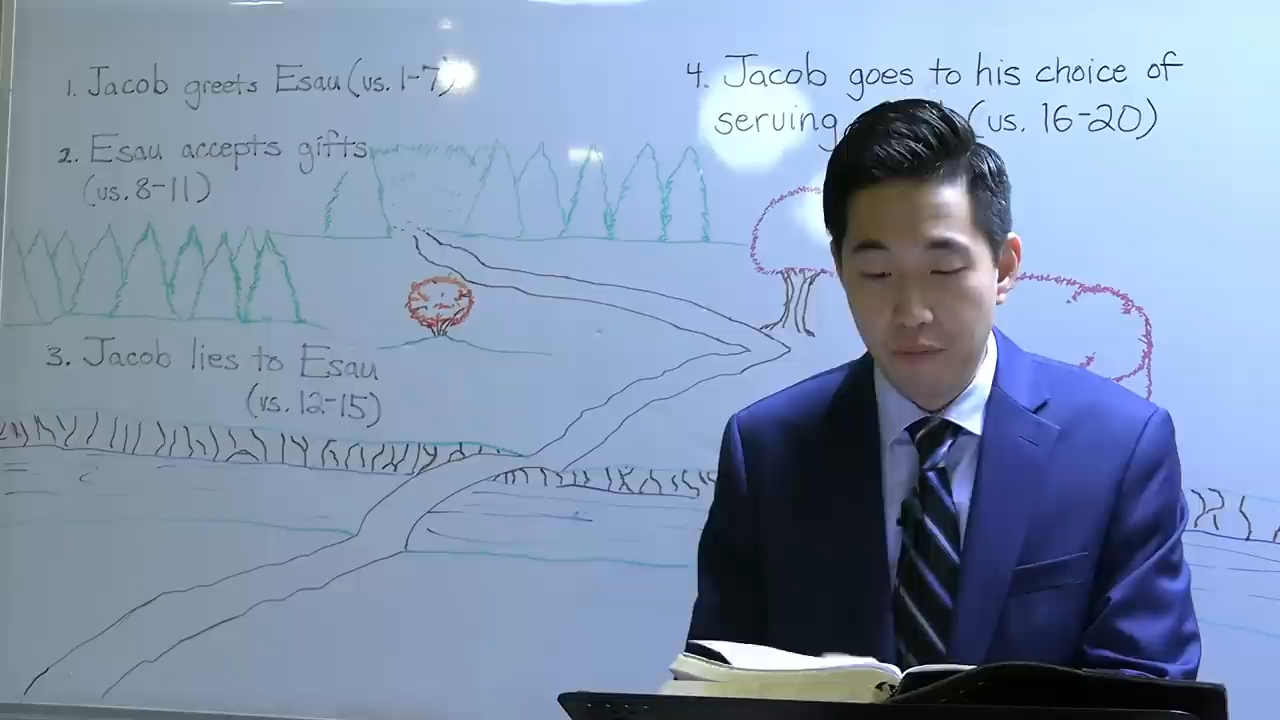 1. Jacob greets Esau (vs. 1-7)
2. Esau accepts gifts
(vs. 8-11)
3. Jacob lies to Esau
(vs. 12-15)
4. Jacob goes to his choice of
serving (vs. 16-20)